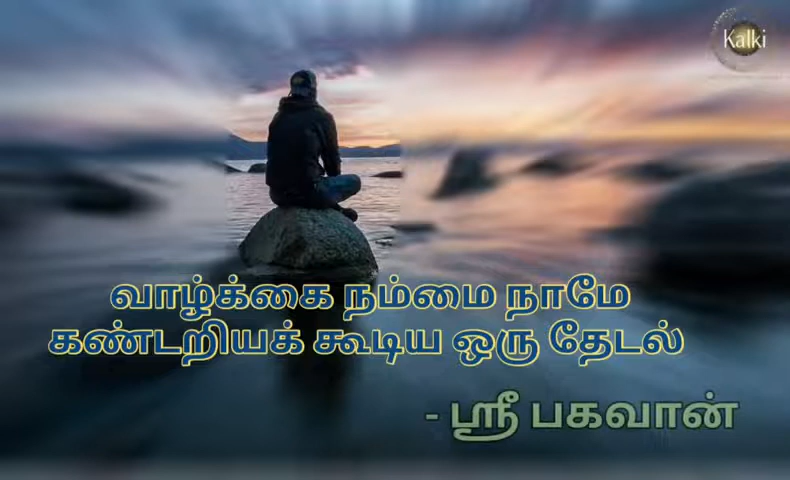 Kalki
வாழ்க்கை நம்மை நாமே
கண்டறியக் கூடிய ஒரு தேடல்
- ஸ்ரீ பகவான்